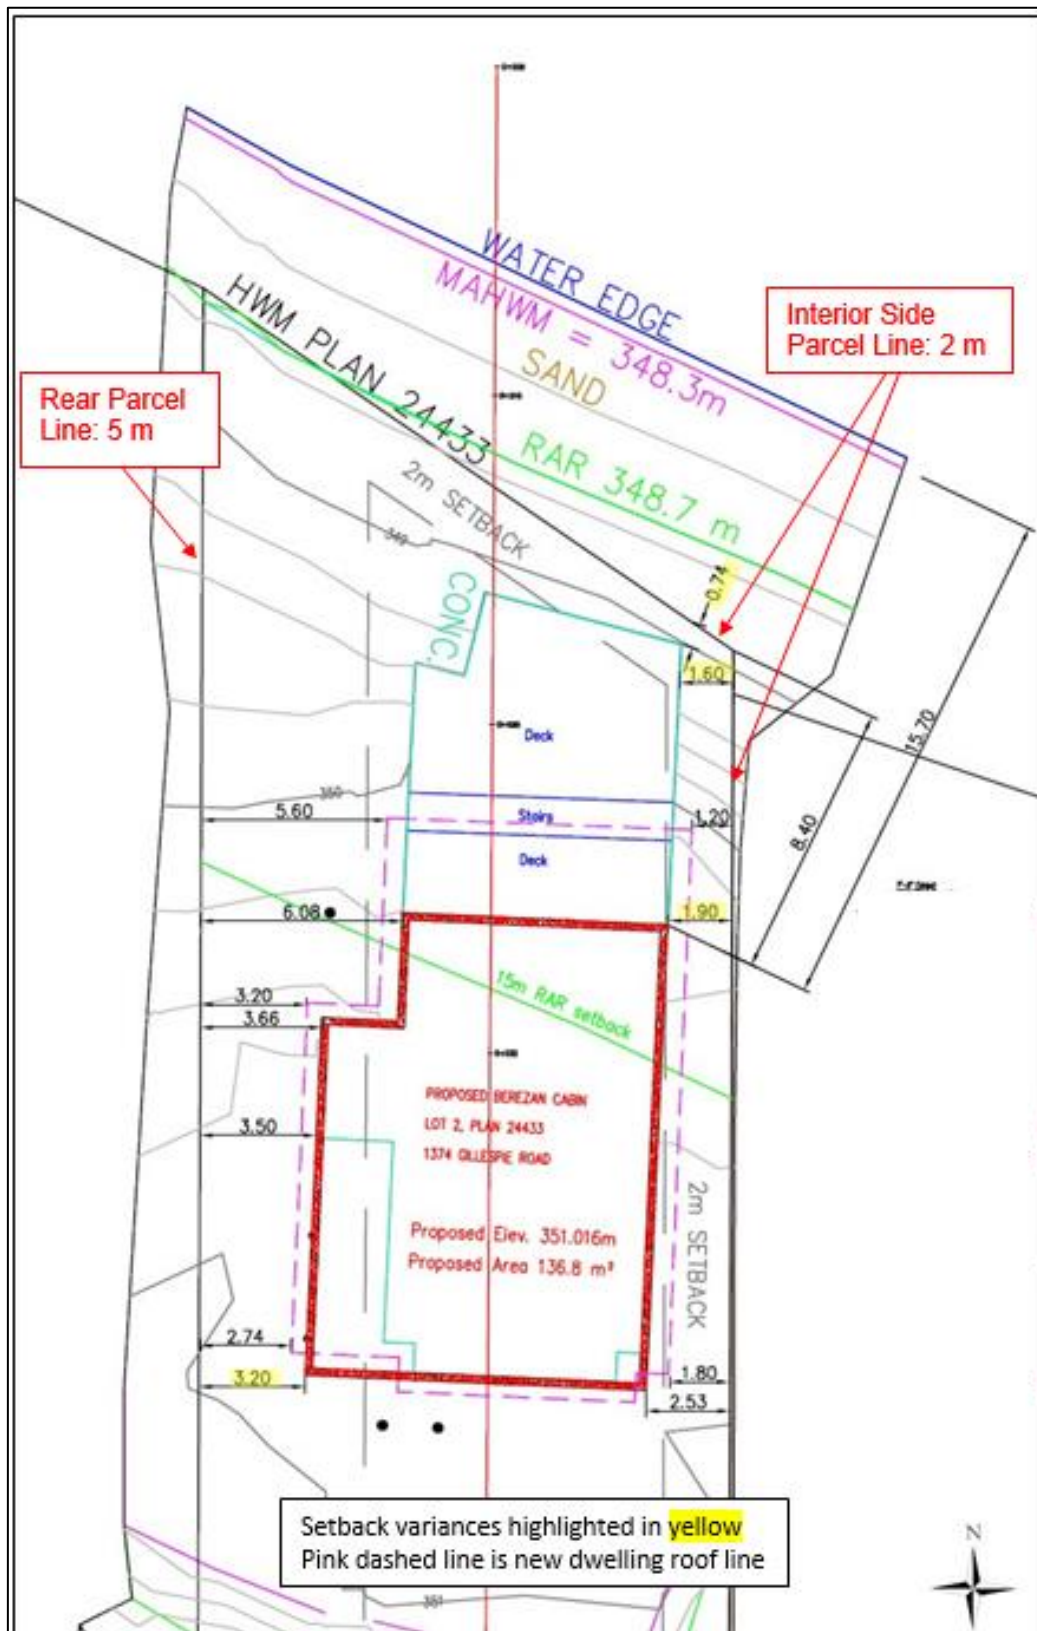 WATER EDGE
MAHWM = 348.3m
SAND
HWM PLAN 24433
RAR 348.7 m
2m SETBACK
349
Interior Side
Parcel Line: 2 m
Rear Parcel
Line: 5 m
0.74
CONC.
1.60
Deck
15.70
350
5.60
Stairs
1.20
8.40
Deck
6.08
1.90
15m RAR setback
3.20
3.66
PROPOSED BEREZAN CABIN
LOT 2, PLAN 24433
1374 GILLESPIE ROAD
3.50
Proposed Elev. 351.016m
Proposed Area 136.8 m²
2m SETBACK
2.74
3.20
1.80
2.53
Setback variances highlighted in yellow
Pink dashed line is new dwelling roof line
N
351